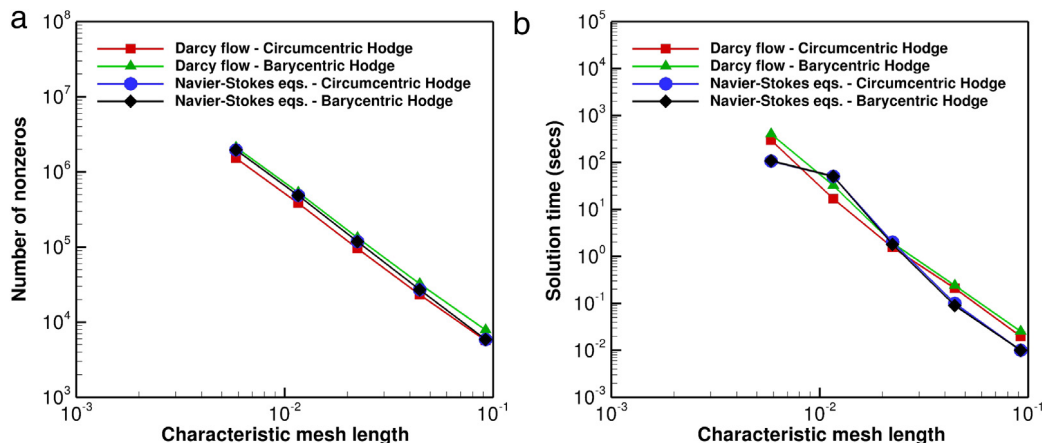 a
Number of nonzeros
10^8
10^7
10^6
10^5
10^4
10^3
Darcy flow - Circumcentric Hodge
Darcy flow - Barycentric Hodge
Navier-Stokes eqs. - Circumcentric Hodge
Navier-Stokes eqs. - Barycentric Hodge
10^-3
10^-2
10^-1
Characteristic mesh length
b
Solution time (secs)
10^5
10^4
10^3
10^2
10^1
10^0
10^-1
10^-2
10^-3
Darcy flow - Circumcentric Hodge
Darcy flow - Barycentric Hodge
Navier-Stokes eqs. - Circumcentric Hodge
Navier-Stokes eqs. - Barycentric Hodge
10^-3
10^-2
10^-1
Characteristic mesh length